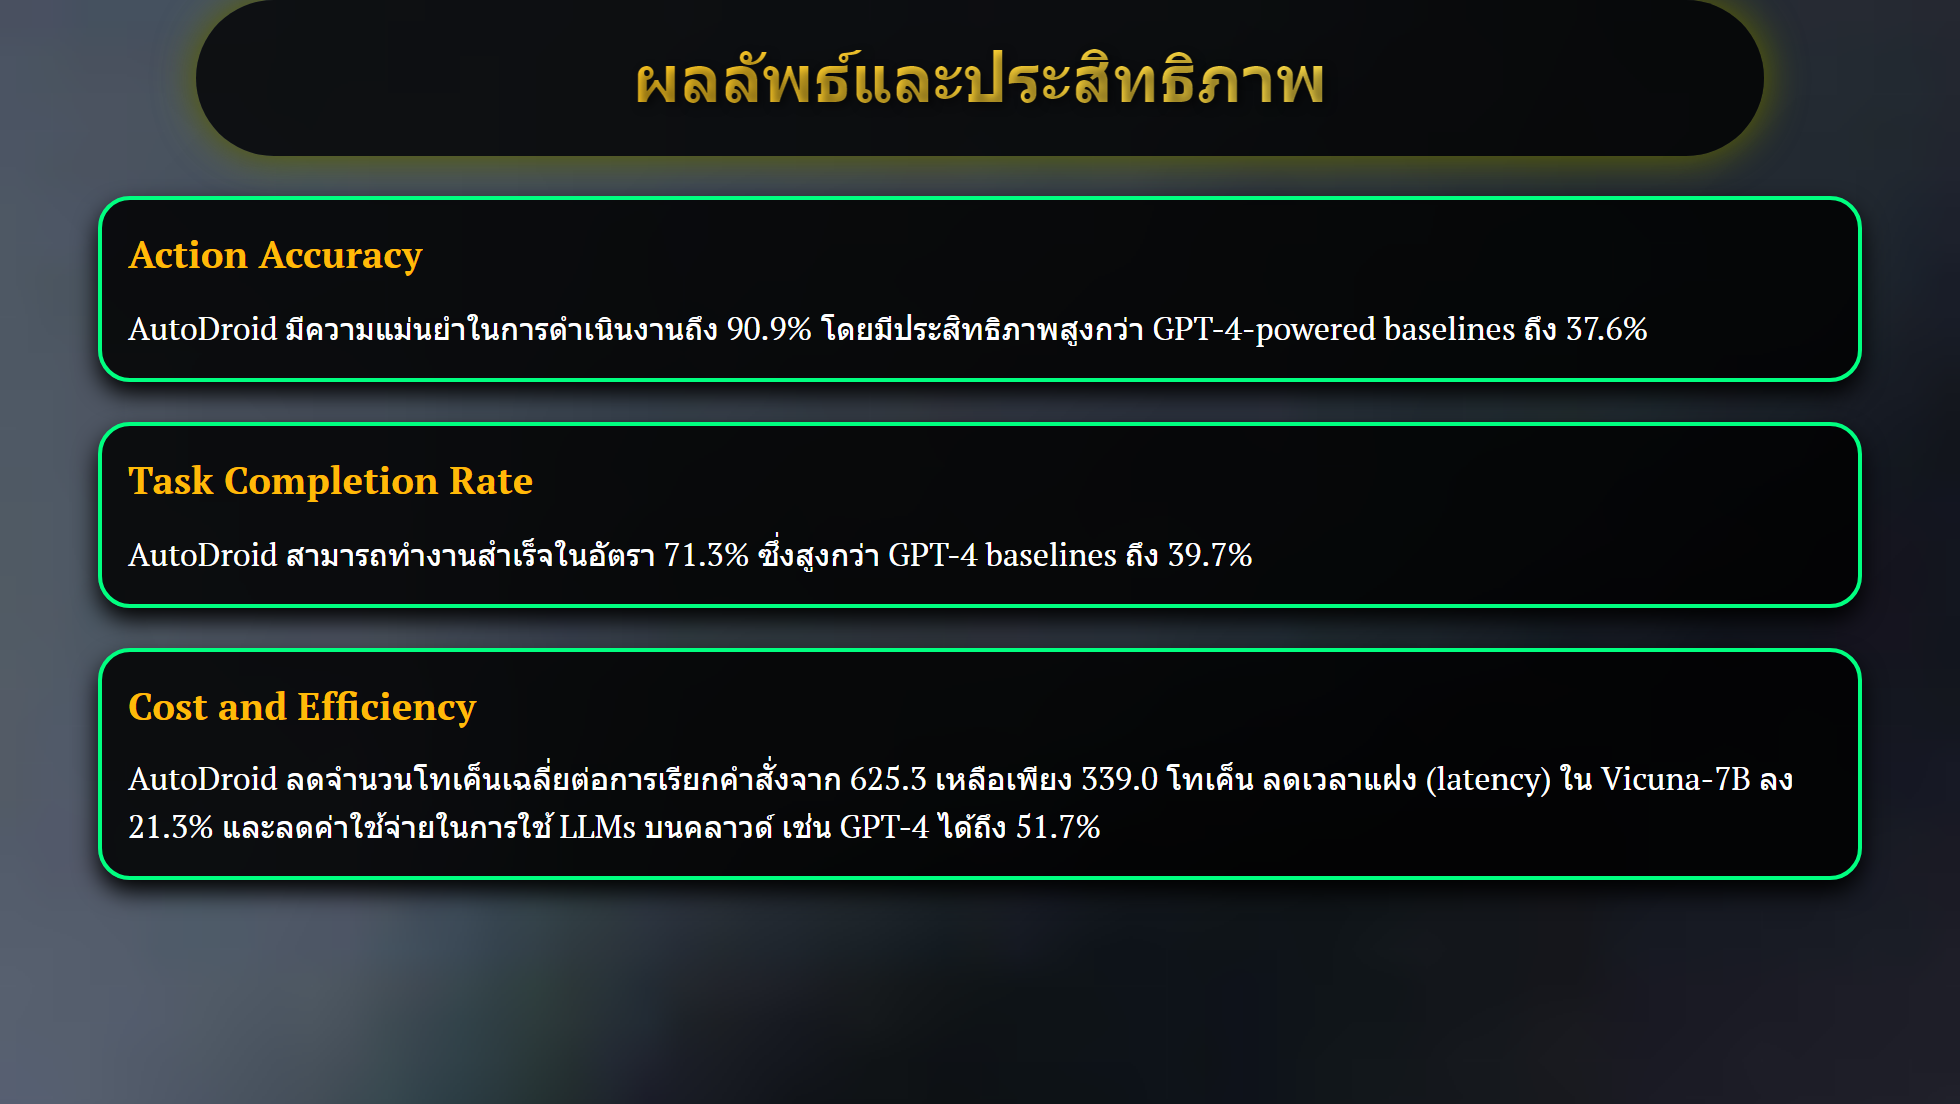 ผลลัพธ์และประสิทธิภาพ
Action Accuracy
AutoDroid มีความแม่นยำในการดำเนินงานถึง 90.9% โดยมีประสิทธิภาพสูงกว่า GPT-4-powered baselines ถึง 37.6%
Task Completion Rate
AutoDroid สามารถทำงานสำเร็จในอัตรา 71.3% ซึ่งสูงกว่า GPT-4 baselines ถึง 39.7%
Cost and Efficiency
AutoDroid ลดจำนวนโทเค็นเฉลี่ยต่อการเรียกคำสั่งจาก 625.3 เหลือเพียง 339.0 โทเค็น ลดเวลาแฝง (latency) ใน Vicuna-7B ลง
21.3% และลดค่าใช้จ่ายในการใช้ LLMs บนคลาวด์ เช่น GPT-4 ได้ถึง 51.7%